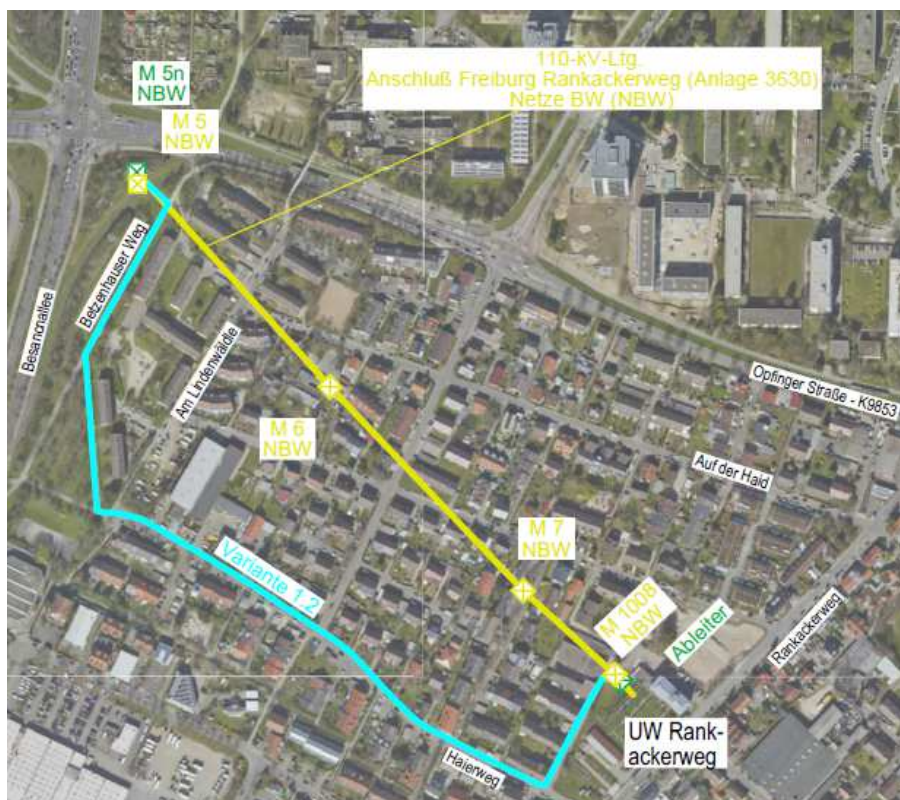 110-kV-Ltg.
Anschluß Freiburg Rankackerweg (Anlage 3630)
Netze BW (NBW)
M 5n
NBW
M 5
NBW
Betzenhauser Weg
Besanconallee
Am Lindenwäldle
Opfinger Straße - K9853
M 6
NBW
Auf der Haid
M 7
NBW
Variante 1.2
M 1008
NBW
Ableiter
Rankackerweg
UW Rank-
ackerweg
Haierweg